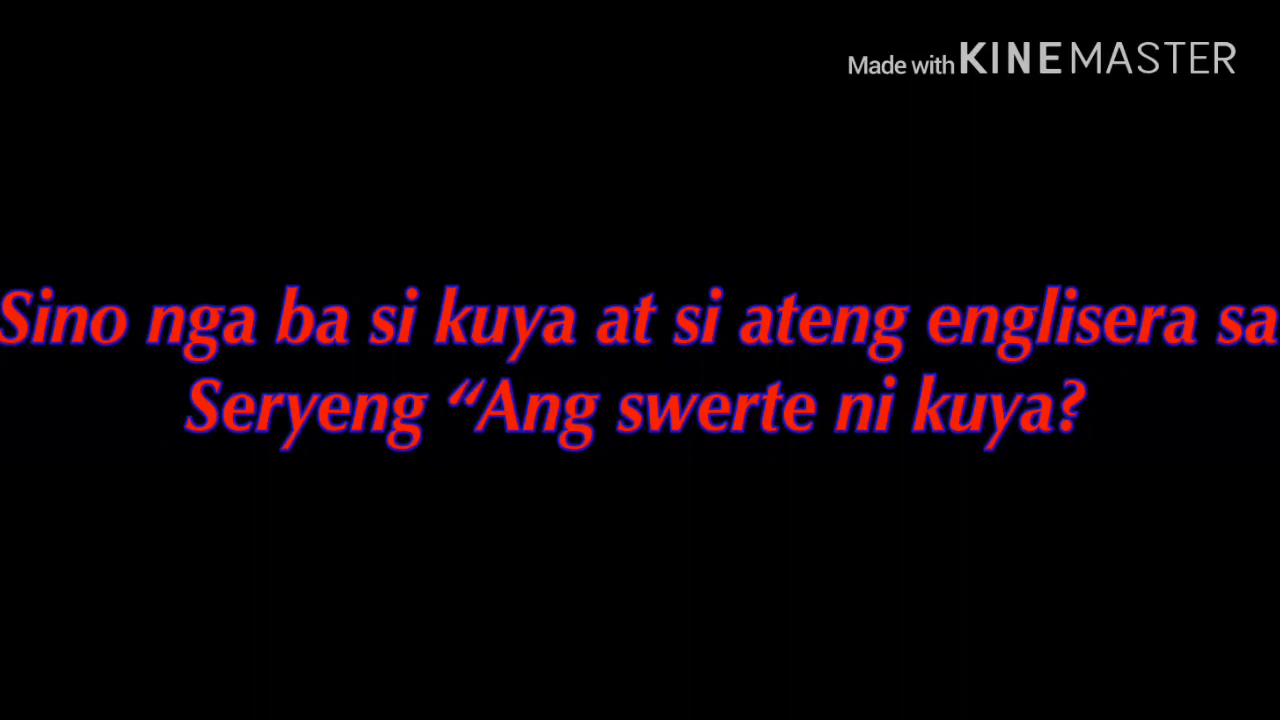 Made with KINEMASTER
Sino nga ba si kuya at si ateng englisera sa
Seryeng “Ang swerte ni kuya?